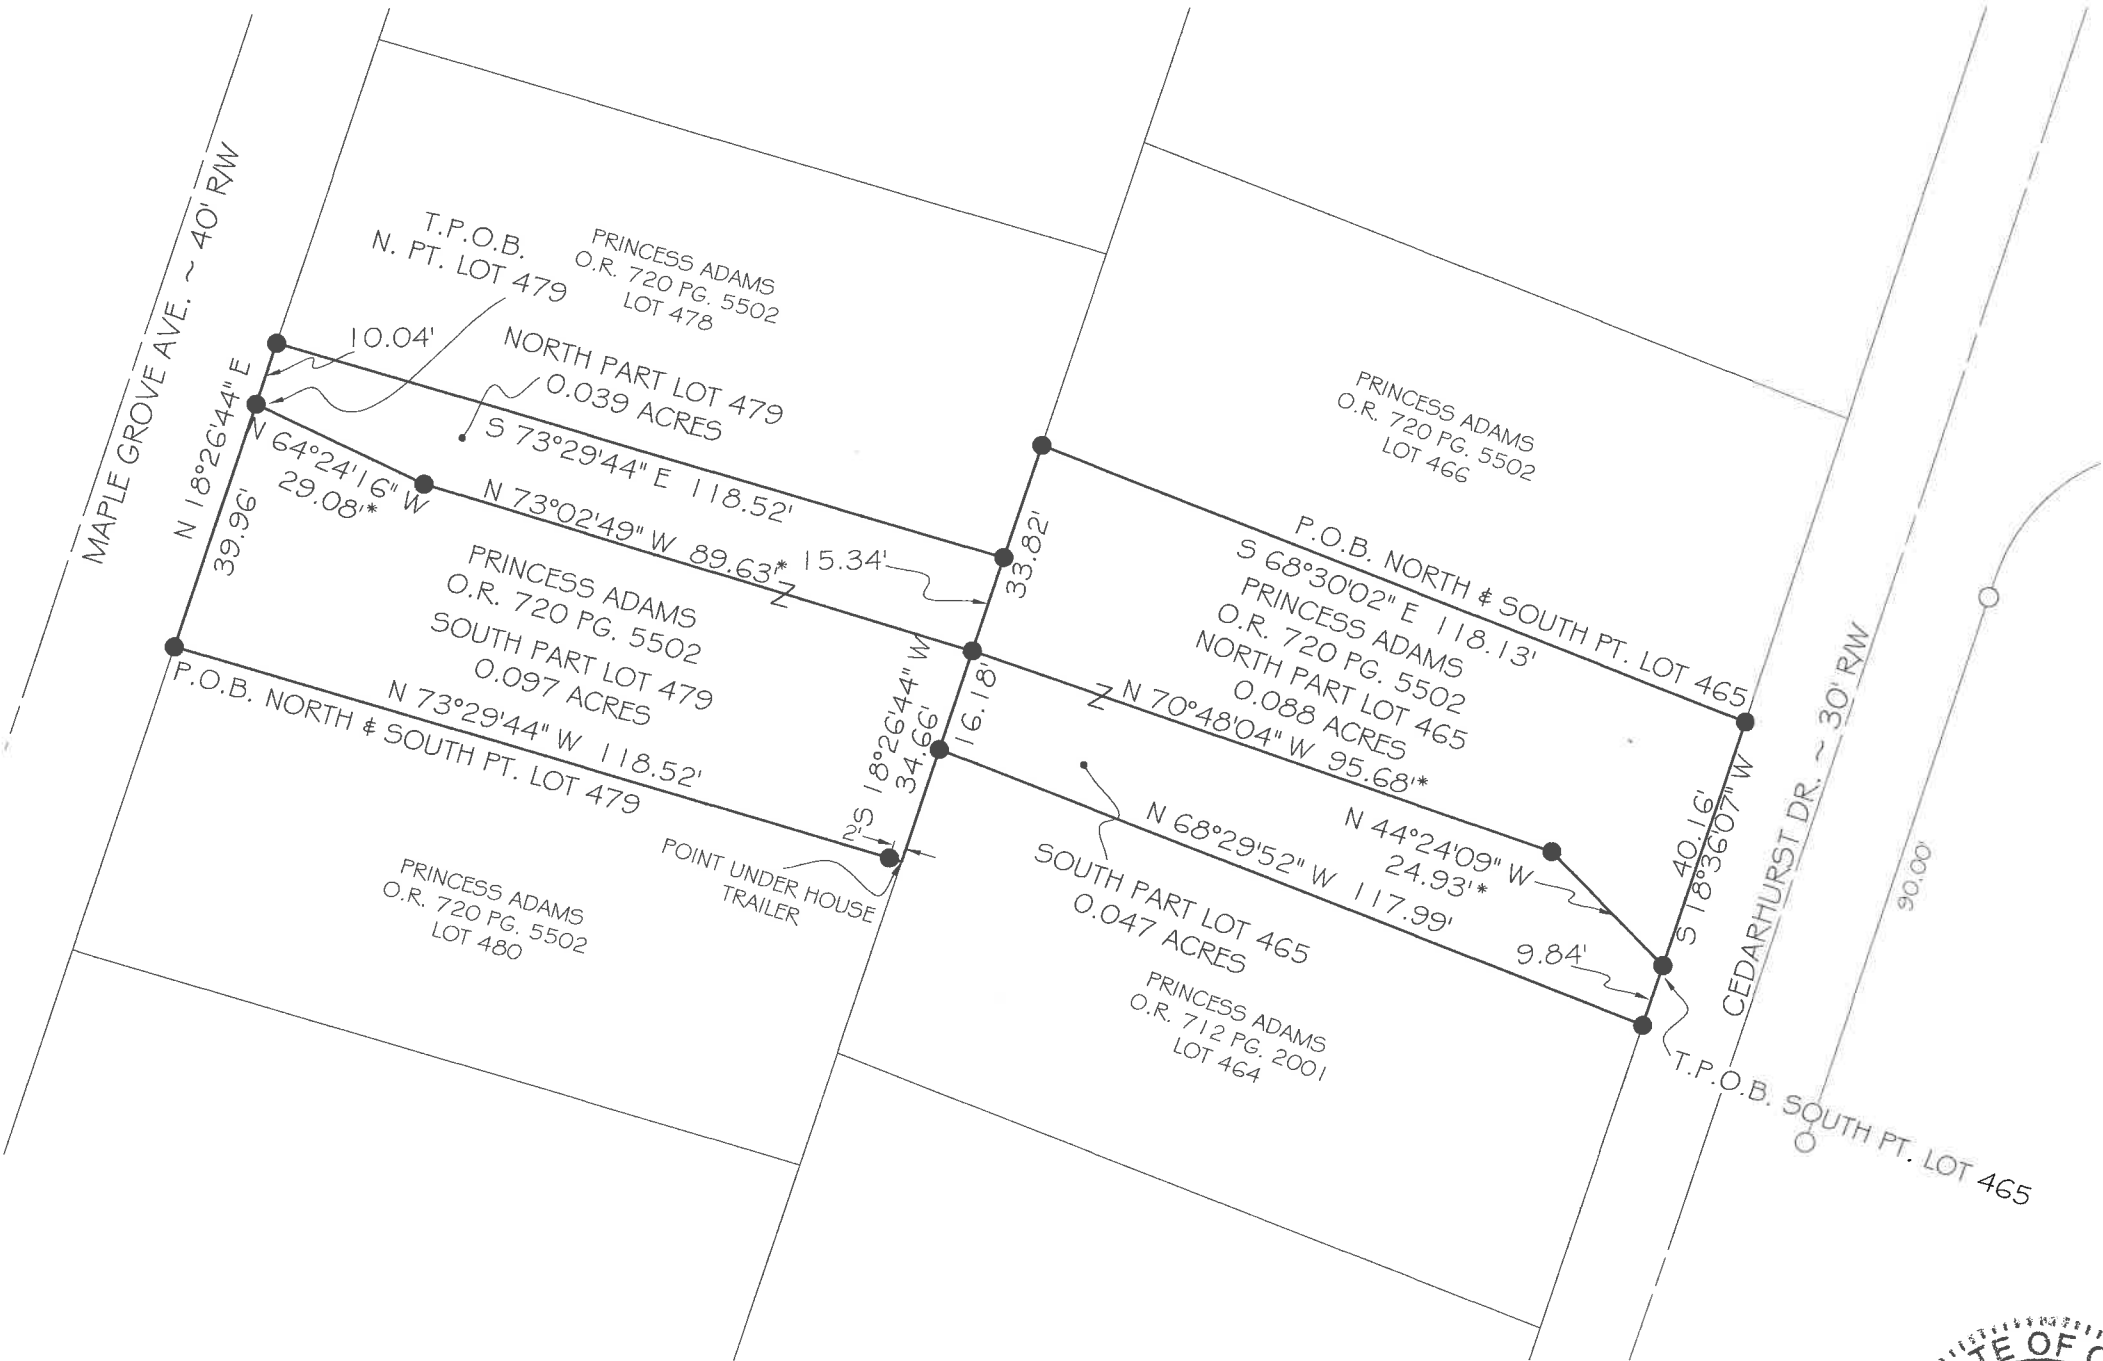 MAPLE GROVE AVE. ~ 40' R/W
T.P.O.B.
N. PT. LOT 479
PRINCESS ADAMS
O.R. 720 PG. 5502
LOT 478
10.04'
NORTH PART LOT 479
0.039 ACRES
S 73°29'44" E 118.52'
N 18°26'44" E
39.96'
N 64°24'16" W
29.08'*
N 73°02'49" W 89.63'*
15.34'
Z
PRINCESS ADAMS
O.R. 720 PG. 5502
SOUTH PART LOT 479
0.097 ACRES
N 73°29'44" W 118.52'
P.O.B. NORTH & SOUTH PT. LOT 479
S 18°26'44" W
34.66'
2'
POINT UNDER HOUSE
TRAILER
PRINCESS ADAMS
O.R. 720 PG. 5502
LOT 480
33.82'
16.18'
PRINCESS ADAMS
O.R. 720 PG. 5502
LOT 466
P.O.B. NORTH & SOUTH PT. LOT 465
S 68°30'02" E 118.13'
PRINCESS ADAMS
O.R. 720 PG. 5502
NORTH PART LOT 465
0.088 ACRES
Z
N 70°48'04" W 95.68'*
N 44°24'09" W
24.93'*
N 68°29'52" W 117.99'
SOUTH PART LOT 465
0.047 ACRES
9.84'
40.16'
S 18°36'07" W
PRINCESS ADAMS
O.R. 712 PG. 2001
LOT 464
CEDARHURST DR. ~ 30' R/W
90.00'
T.P.O.B. SOUTH PT. LOT 465
TE OF